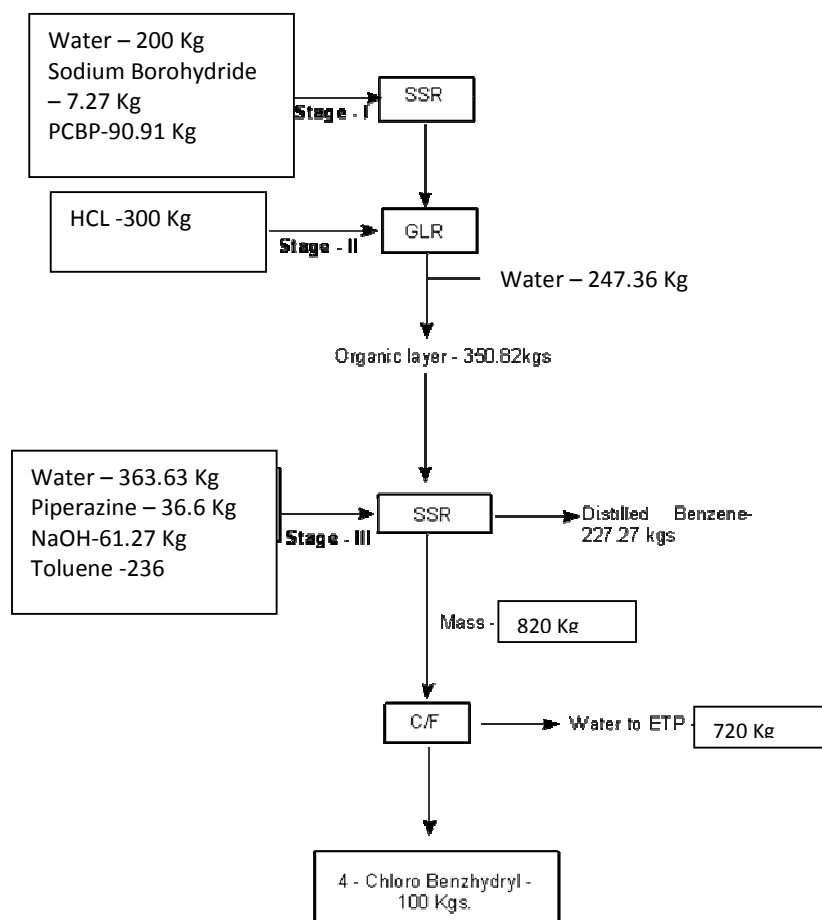 Water – 200 Kg
Sodium Borohydride
– 7.27 Kg
PCBP-90.91 Kg
Stage - I
SSR
HCL -300 Kg
Stage - II
GLR
Water – 247.36 Kg
Organic layer - 350.82kgs
Water – 363.63 Kg
Piperazine – 36.6 Kg
NaOH-61.27 Kg
Toluene -236
Stage - III
SSR
Distilled Benzene-
227.27 kgs
Mass - 820 Kg
C/F
Water to ETP - 720 Kg
4 - Chloro Benzhydryl -
100 Kgs.